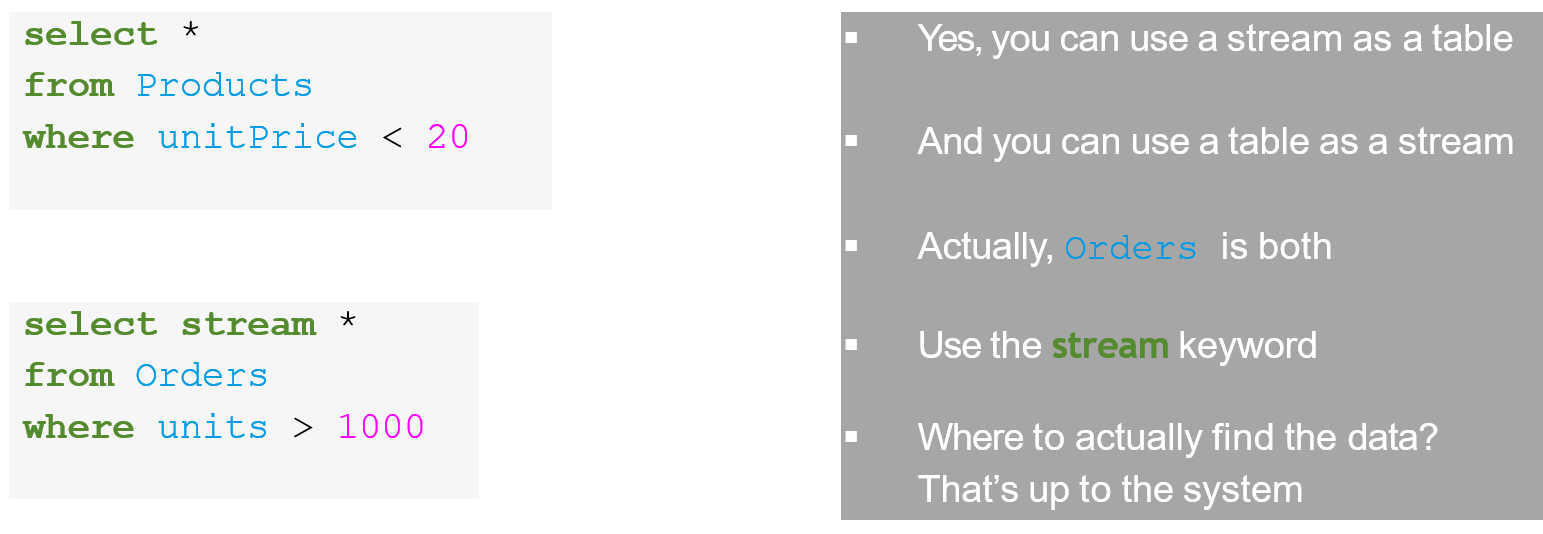 select *
from Products
where unitPrice < 20
select stream *
from Orders
where units > 1000
▪ Yes, you can use a stream as a table
▪ And you can use a table as a stream
▪ Actually, Orders is both
▪ Use the stream keyword
▪ Where to actually find the data?
That’s up to the system